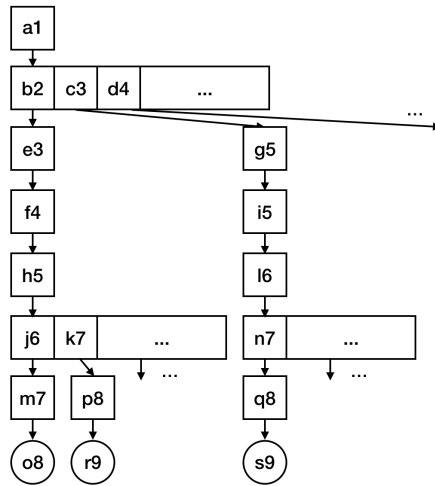 a1
b2 c3 d4 ...
...
e3 g5
f4 i5
h5 l6
j6 k7 ... n7 ...
... ...
m7 p8 q8
o8 r9 s9